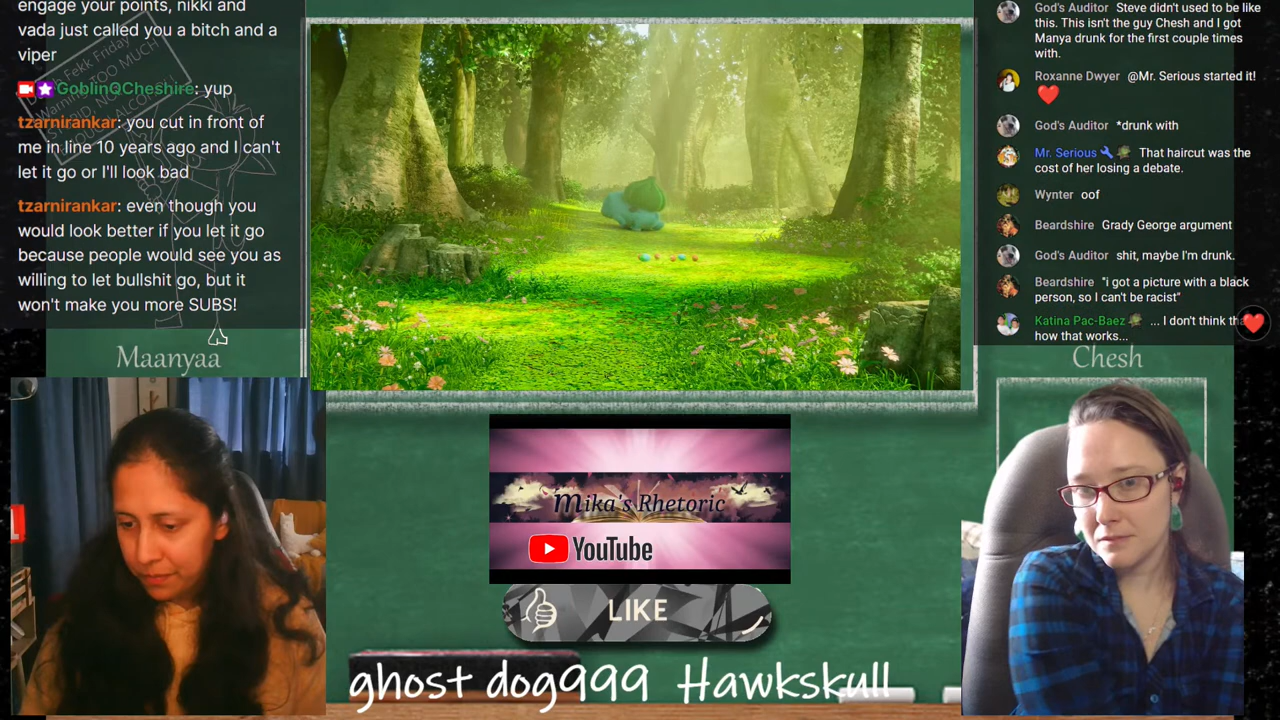 engage your points, nikki and
vada just called you a bitch and a
viper
GoblinQCheshire: yup
tzarnirankar: you cut in front of
me in line 10 years ago and I can't
let it go or I'll look bad
tzarnirankar: even though you
would look better if you let it go
because people would see you as
willing to let bullshit go, but it
won't make you more SUBS!
Maanyaa
God's Auditor Steve didn't used to be like
this. This isn't the guy Chesh and I got
Manya drunk for the first couple times
with.
Roxanne Dwyer @Mr. Serious started it!
God's Auditor *drunk with
Mr. Serious That haircut was the
cost of her losing a debate.
Wynter oof
Beardshire Grady George argument
God's Auditor shit, maybe I'm drunk.
Beardshire "i got a picture with a black
person, so I can't be racist"
Katina Pac-Baez ... I don't think
how that works...
Chesh
Mika's Rhetoric
YouTube
LIKE
ghost dog999 Hawkskull